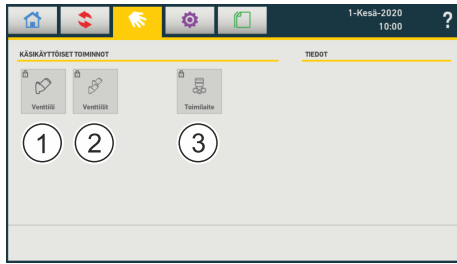 1-Kesä-2020
10:00
?
KÄSIKÄYTTÖISET TOIMINNOT
TIEDOT
Venttiili
Venttiilit
Toimilaite
1
2
3